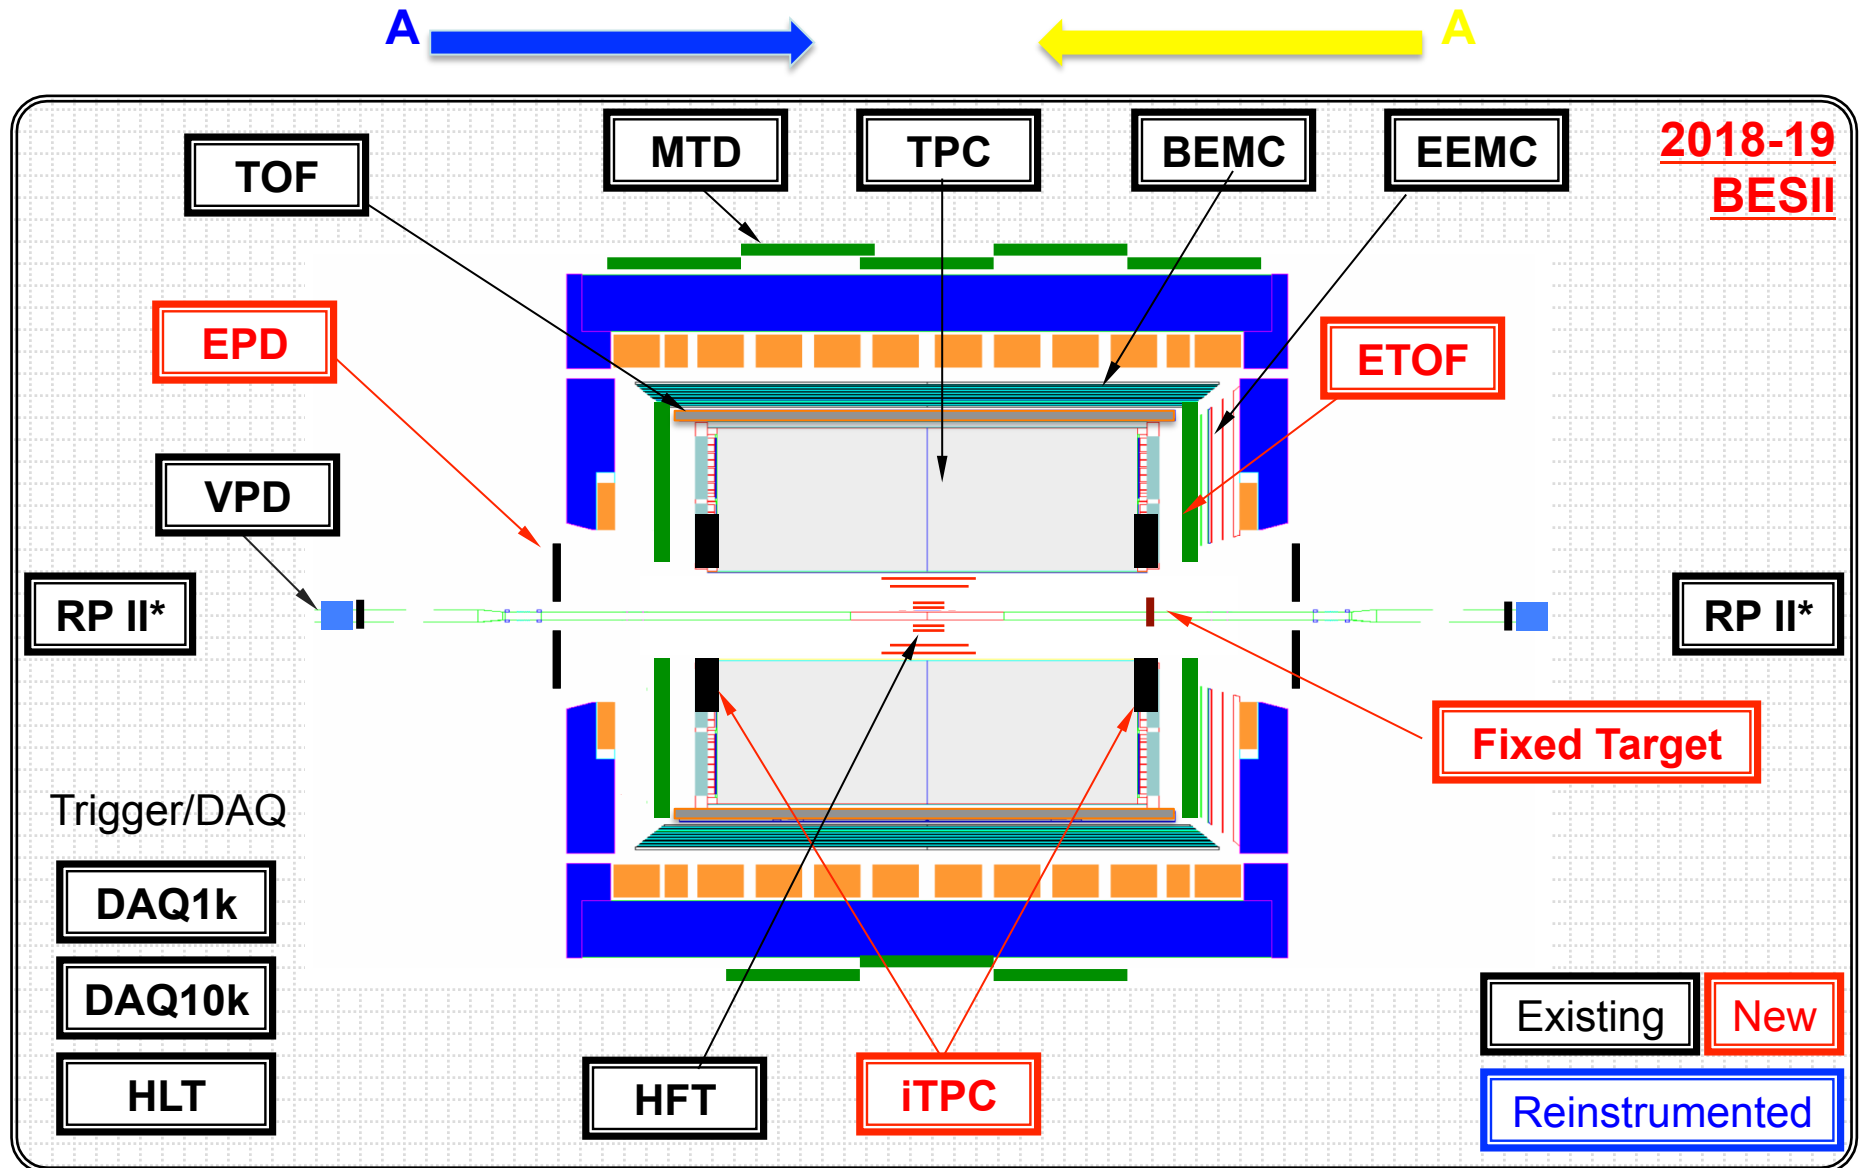 A
A
MTD
TPC
BEMC
EEMC
2018-19
BESII
TOF
EPD
ETOF
VPD
RP II*
RP II*
Fixed Target
Trigger/DAQ
DAQ1k
DAQ10k
HLT
HFT
iTPC
Existing
New
Reinstrumented